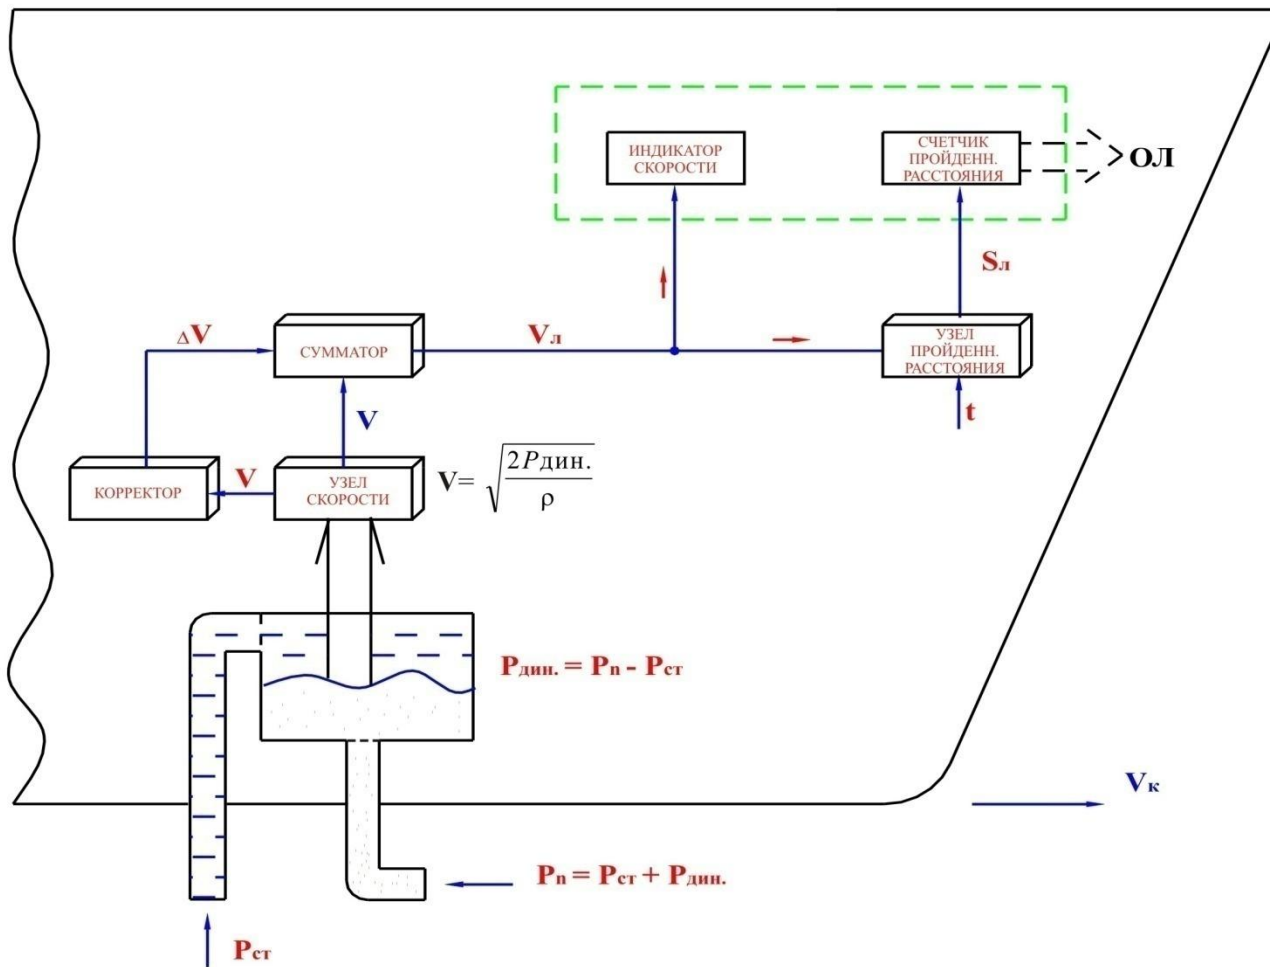 ИНДИКАТОР
СКОРОСТИ
СЧЕТЧИК
ПРОЙДЕНН.
РАССТОЯНИЯ
ОЛ
Sл
ΔV
СУММАТОР
Vл
УЗЕЛ
ПРОЙДЕНН.
РАССТОЯНИЯ
V
t
КОРРЕКТОР
V
УЗЕЛ
СКОРОСТИ
V= √(2Pдин./ρ)
Pдин. = Pп - Pст
Vк
Pп = Pст + Pдин.
Pст